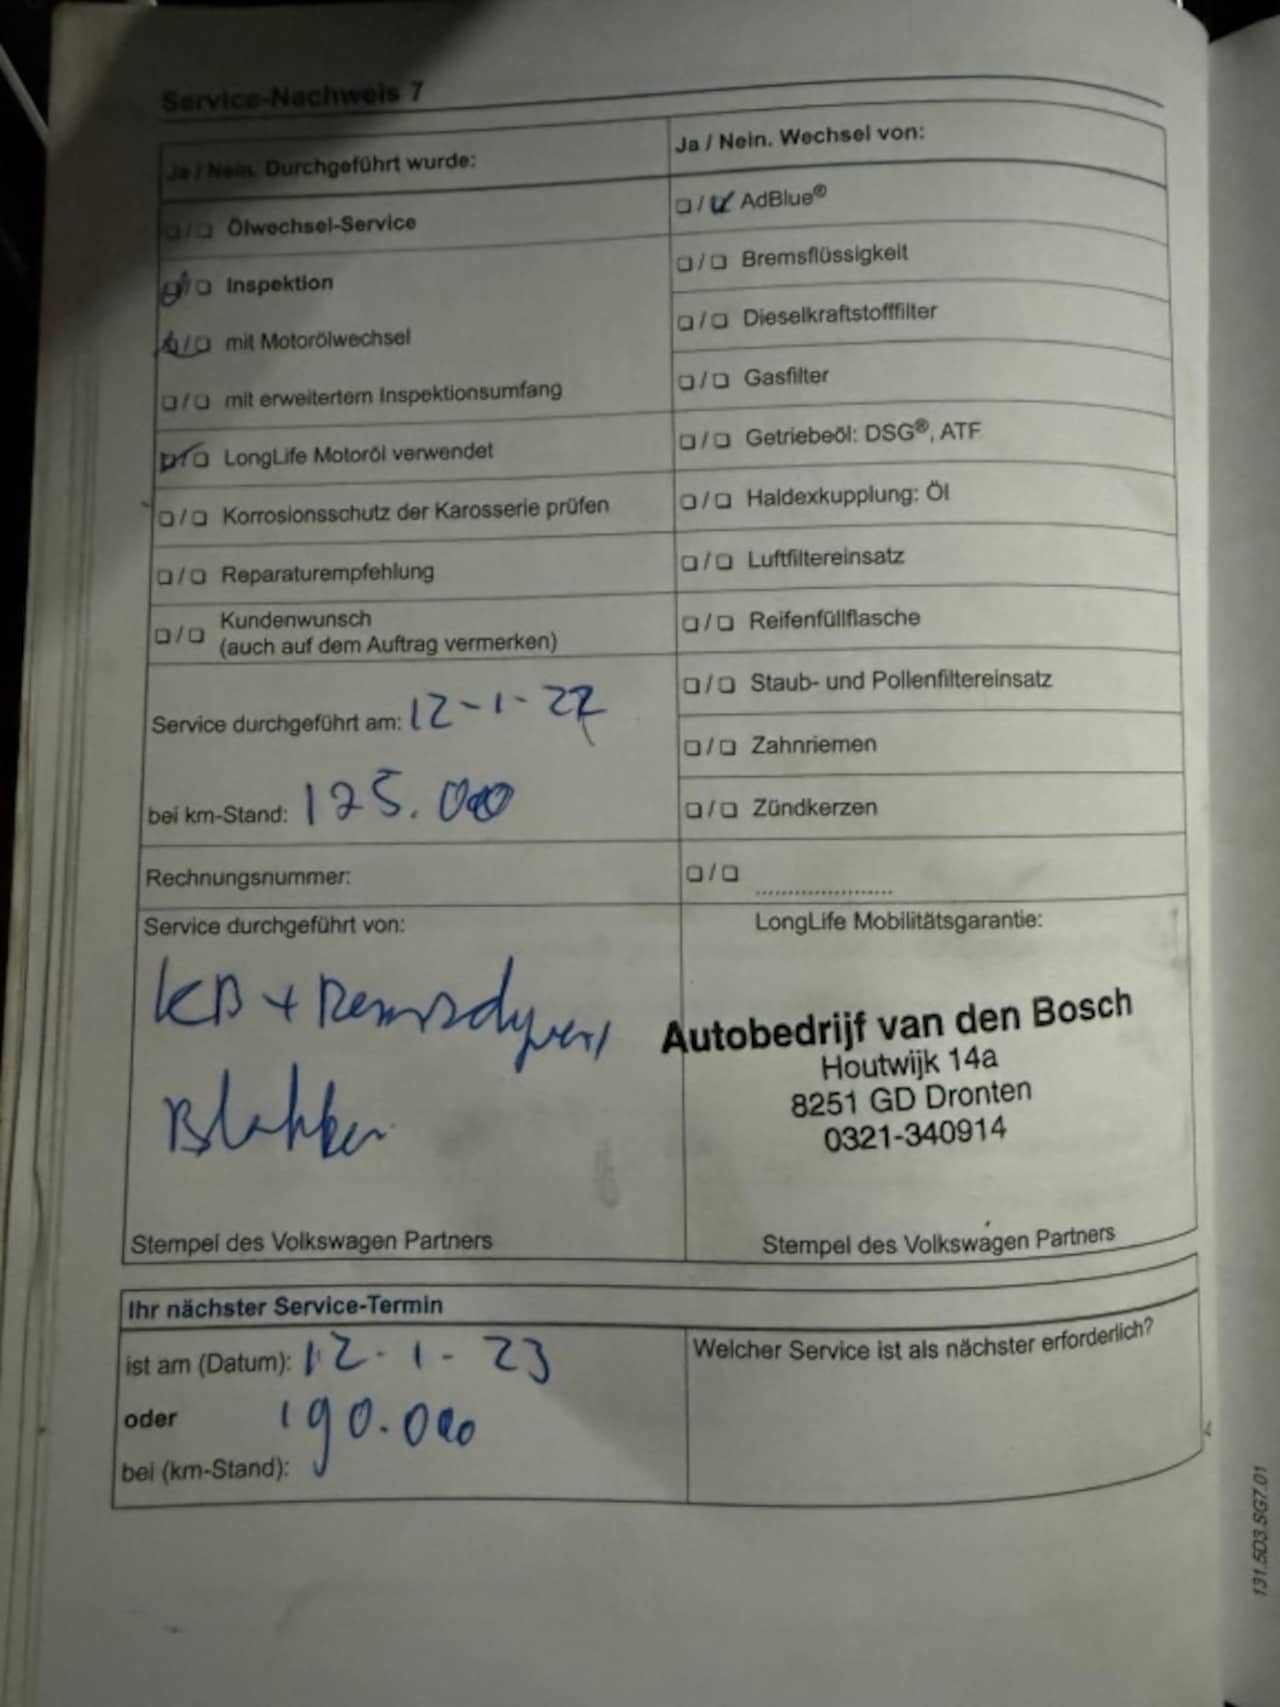 Service-Nachweis 7
Ja / Nein. Durchgeführt wurde:
❏ / ❏ Ölwechsel-Service
❏ / ❏ Inspektion
❏ / ❏ mit Motorölwechsel
❏ / ❏ mit erweitertem Inspektionsumfang
❏ / ❏ LongLife Motoröl verwendet
❏ / ❏ Korrosionsschutz der Karosserie prüfen
❏ / ❏ Reparaturempfehlung
❏ / ❏ Kundenwunsch
(auch auf dem Auftrag vermerken)
Service durchgeführt am: 12-1-22
bei km-Stand: 175.000
Rechnungsnummer:
Service durchgeführt von:
KB +
Stempel des Volkswagen Partners
Ja / Nein. Wechsel von:
❏ / ❏ AdBlue®
❏ / ❏ Bremsflüssigkeit
❏ / ❏ Dieselkraftstofffilter
❏ / ❏ Gasfilter
❏ / ❏ Getriebeöl: DSG®, ATF
❏ / ❏ Haldexkupplung: Öl
❏ / ❏ Luftfiltereinsatz
❏ / ❏ Reifenfüllflasche
❏ / ❏ Staub- und Pollenfiltereinsatz
❏ / ❏ Zahnriemen
❏ / ❏ Zündkerzen
❏ / ❏ .....................
LongLife Mobilitätsgarantie:
Autobedrijf van den Bosch
Houtwijk 14a
8251 GD Dronten
0321-340914
Stempel des Volkswagen Partners
Ihr nächster Service-Termin
ist am (Datum): 12-1-23
oder
190.000
bei (km-Stand):
Welcher Service ist als nächster erforderlich?
131.5D3.SG7.01